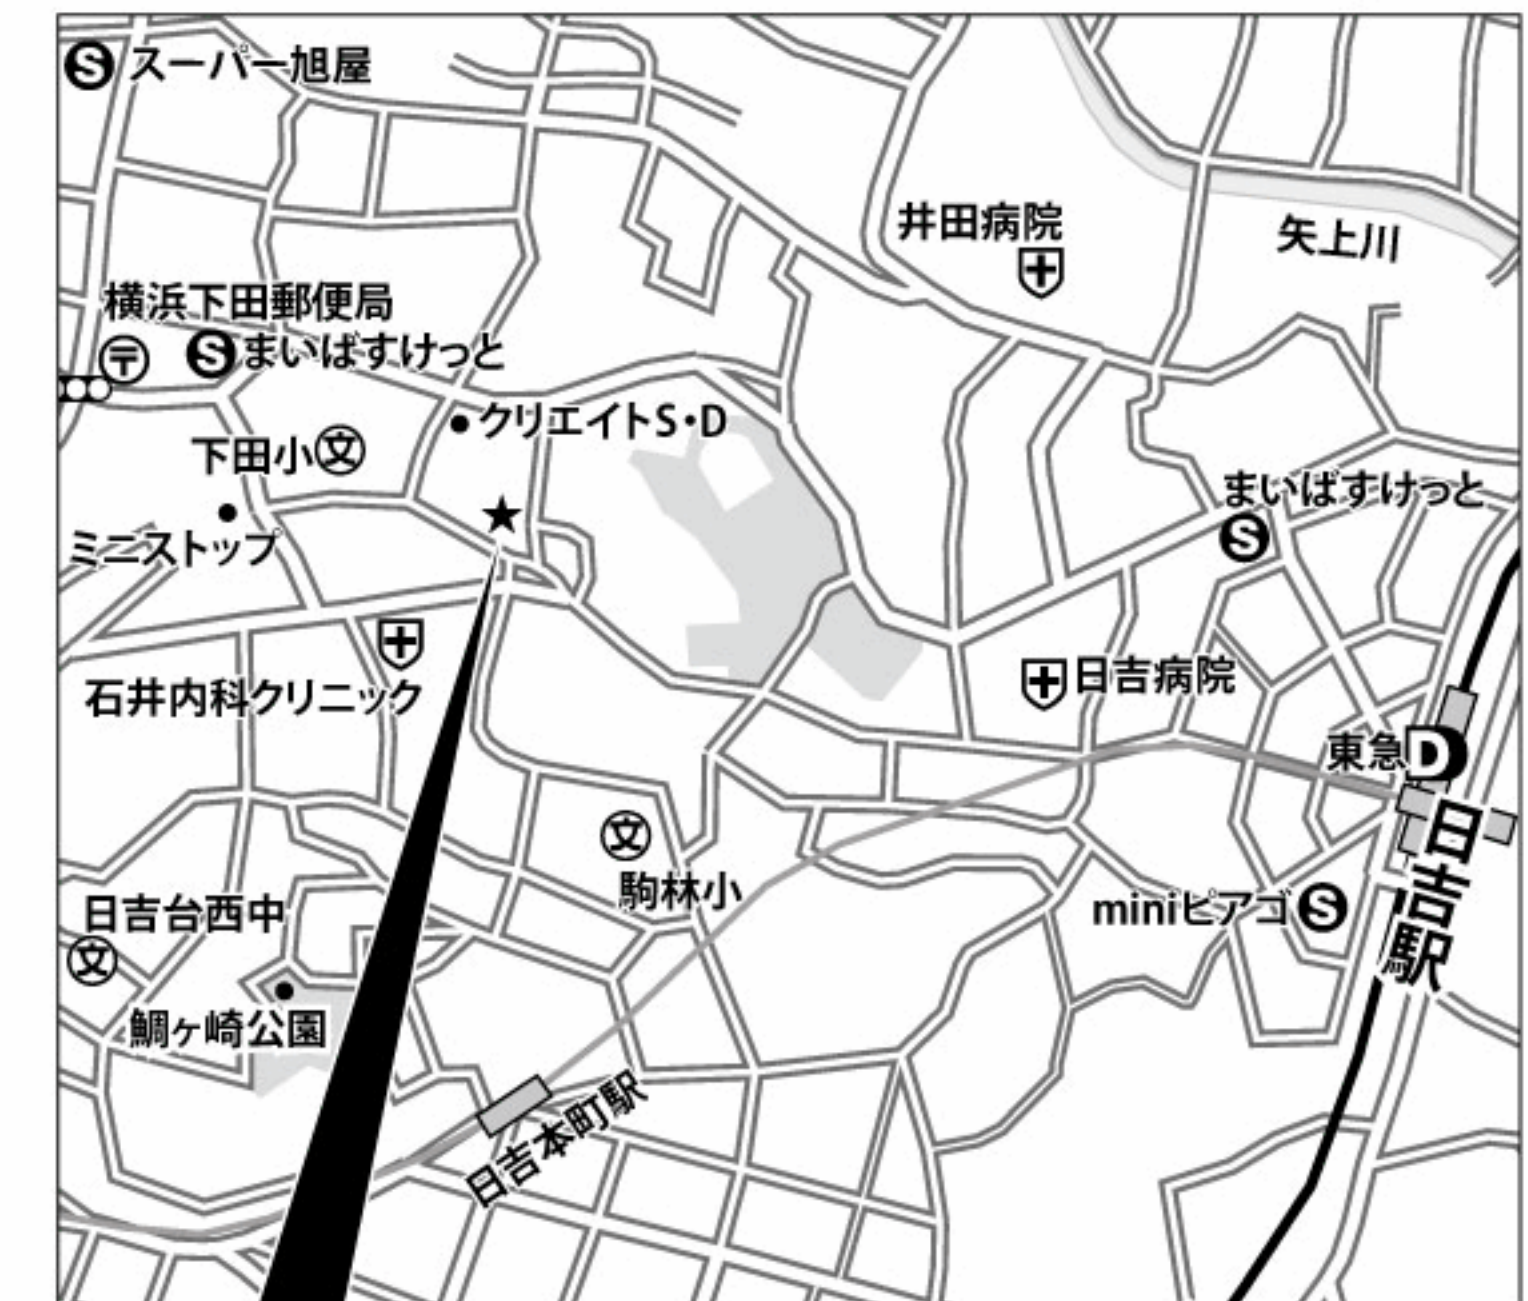 S スーパー旭屋
井田病院
矢上川
横浜下田郵便局
〒 S まいばすけっと
クリエイトS・D
下田小 文
まいばすけっと
S
ミニストップ
石井内科クリニック
日吉病院
東急 D
日吉駅
文
駒林小
miniピアゴ S
日吉台西中
文
鯛ヶ崎公園
日吉本町駅